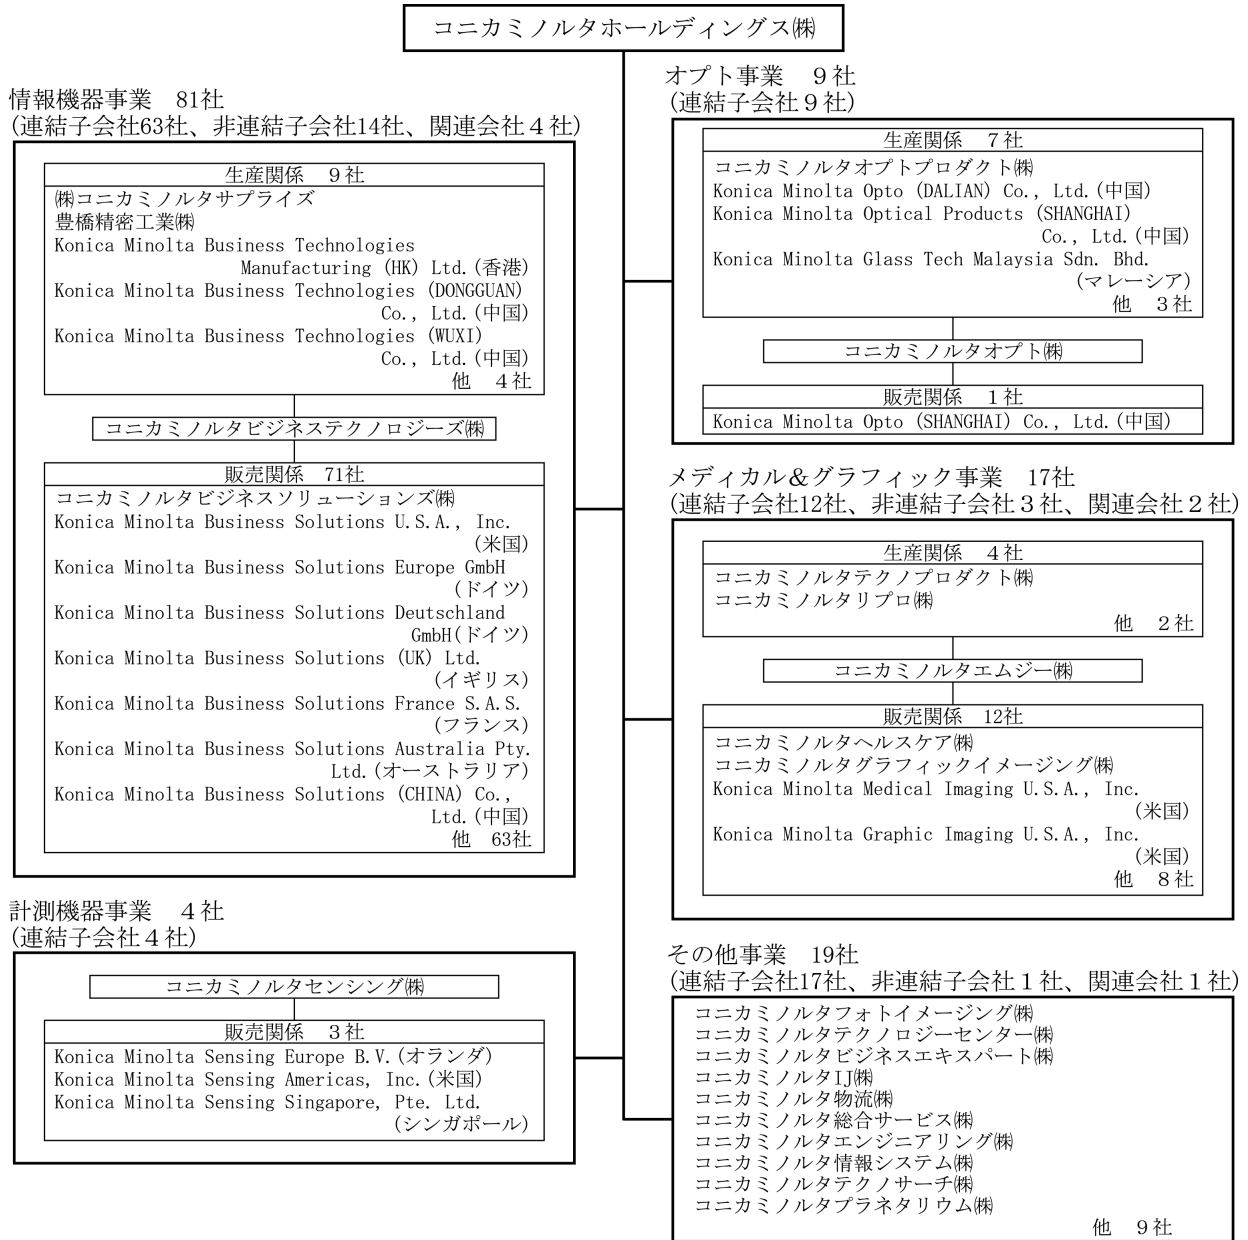 コニカミノルタホールディングス㈱
情報機器事業　81社
(連結子会社63社、非連結子会社14社、関連会社４社)
生産関係　９社
㈱コニカミノルタサプライズ
豊橋精密工業㈱
Konica Minolta Business Technologies
Manufacturing (HK) Ltd.(香港)
Konica Minolta Business Technologies (DONGGUAN)
Co., Ltd.(中国)
Konica Minolta Business Technologies (WUXI)
Co., Ltd.(中国)
他　４社
コニカミノルタビジネステクノロジーズ㈱
販売関係　71社
コニカミノルタビジネスソリューションズ㈱
Konica Minolta Business Solutions U.S.A., Inc.
(米国)
Konica Minolta Business Solutions Europe GmbH
(ドイツ)
Konica Minolta Business Solutions Deutschland
GmbH(ドイツ)
Konica Minolta Business Solutions (UK) Ltd.
(イギリス)
Konica Minolta Business Solutions France S.A.S.
(フランス)
Konica Minolta Business Solutions Australia Pty.
Ltd.(オーストラリア)
Konica Minolta Business Solutions (CHINA) Co.,
Ltd.(中国)
他　63社
計測機器事業　４社
(連結子会社４社)
コニカミノルタセンシング㈱
販売関係　３社
Konica Minolta Sensing Europe B.V.(オランダ)
Konica Minolta Sensing Americas, Inc.(米国)
Konica Minolta Sensing Singapore, Pte. Ltd.
(シンガポール)
オプト事業　９社
(連結子会社９社)
生産関係　７社
コニカミノルタオプトプロダクト㈱
Konica Minolta Opto (DALIAN) Co., Ltd.(中国)
Konica Minolta Optical Products (SHANGHAI)
Co., Ltd.(中国)
Konica Minolta Glass Tech Malaysia Sdn. Bhd.
(マレーシア)
他　３社
コニカミノルタオプト㈱
販売関係　１社
Konica Minolta Opto (SHANGHAI) Co., Ltd.(中国)
メディカル＆グラフィック事業　17社
(連結子会社12社、非連結子会社３社、関連会社２社)
生産関係　４社
コニカミノルタテクノプロダクト㈱
コニカミノルタリプロ㈱
他　２社
コニカミノルタエムジー㈱
販売関係　12社
コニカミノルタヘルスケア㈱
コニカミノルタグラフィックイメージング㈱
Konica Minolta Medical Imaging U.S.A., Inc.
(米国)
Konica Minolta Graphic Imaging U.S.A., Inc.
(米国)
他　８社
その他事業　19社
(連結子会社17社、非連結子会社１社、関連会社１社)
コニカミノルタフォトイメージング㈱
コニカミノルタテクノロジーセンター㈱
コニカミノルタビジネスエキスパート㈱
コニカミノルタIJ㈱
コニカミノルタ物流㈱
コニカミノルタ総合サービス㈱
コニカミノルタエンジニアリング㈱
コニカミノルタ情報システム㈱
コニカミノルタテクノサーチ㈱
コニカミノルタプラネタリウム㈱
他　９社